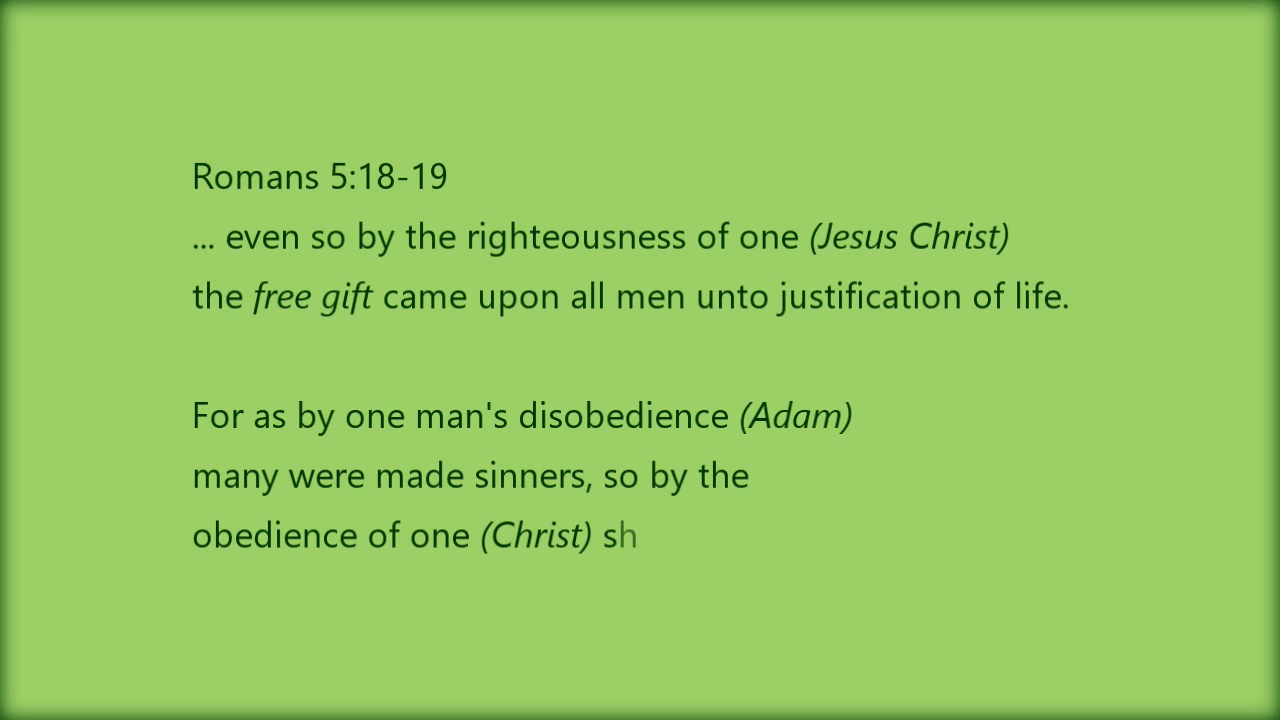 Romans 5:18-19
... even so by the righteousness of one (Jesus Christ)
the free gift came upon all men unto justification of life.
For as by one man's disobedience (Adam)
many were made sinners, so by the
obedience of one (Christ) sh